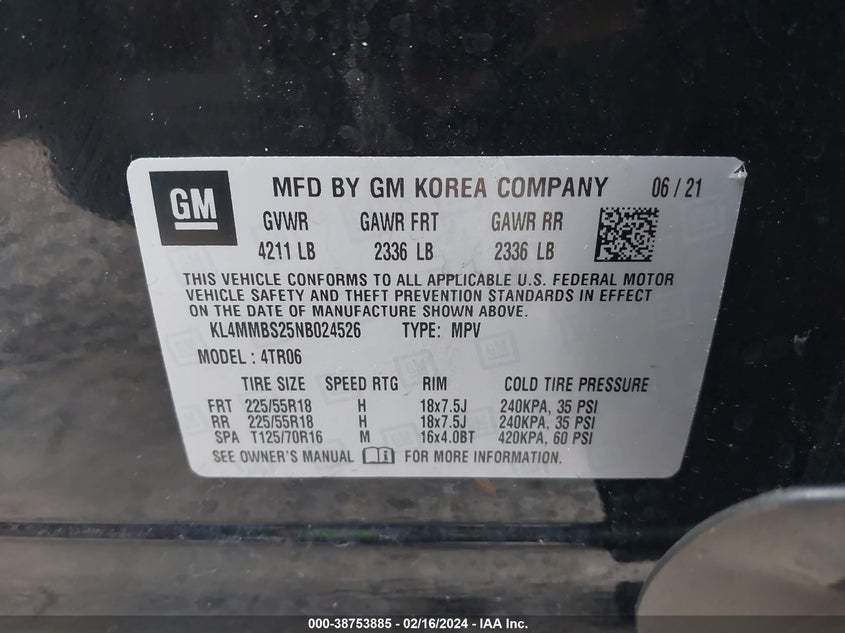 GM MFD BY GM KOREA COMPANY 06 / 21
GVWR GAWR FRT GAWR RR
4211 LB 2336 LB 2336 LB
THIS VEHICLE CONFORMS TO ALL APPLICABLE U.S. FEDERAL MOTOR
VEHICLE SAFETY AND THEFT PREVENTION STANDARDS IN EFFECT
ON THE DATE OF MANUFACTURE SHOWN ABOVE.
KL4MMBS25NB024526 TYPE: MPV
MODEL : 4TR06
TIRE SIZE SPEED RTG RIM COLD TIRE PRESSURE
FRT 225/55R18 H 18x7.5J 240KPA, 35 PSI
RR 225/55R18 H 18x7.5J 240KPA, 35 PSI
SPA T125/70R16 M 16x4.0BT 420KPA, 60 PSI
SEE OWNER'S MANUAL FOR MORE INFORMATION.
000-38753885 - 02/16/2024 - IAA Inc.